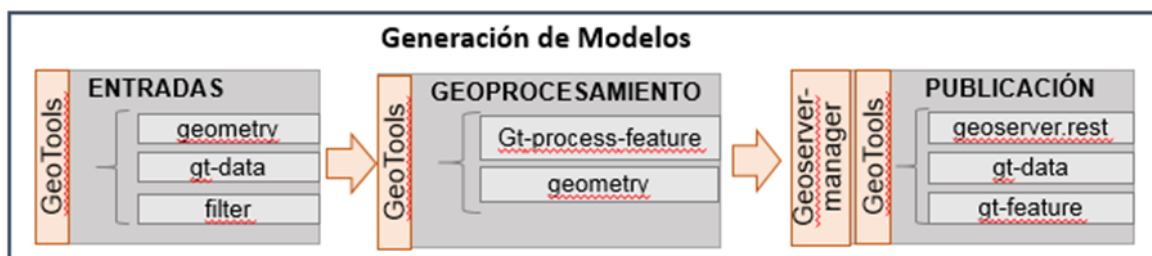 Generación de Modelos
GeoTools
ENTRADAS
geometry
gt-data
filter
GeoTools
GEOPROCESAMIENTO
Gt-process-feature
geometry
Geoserver-
manager
GeoTools
PUBLICACIÓN
geoserver.rest
gt-data
gt-feature